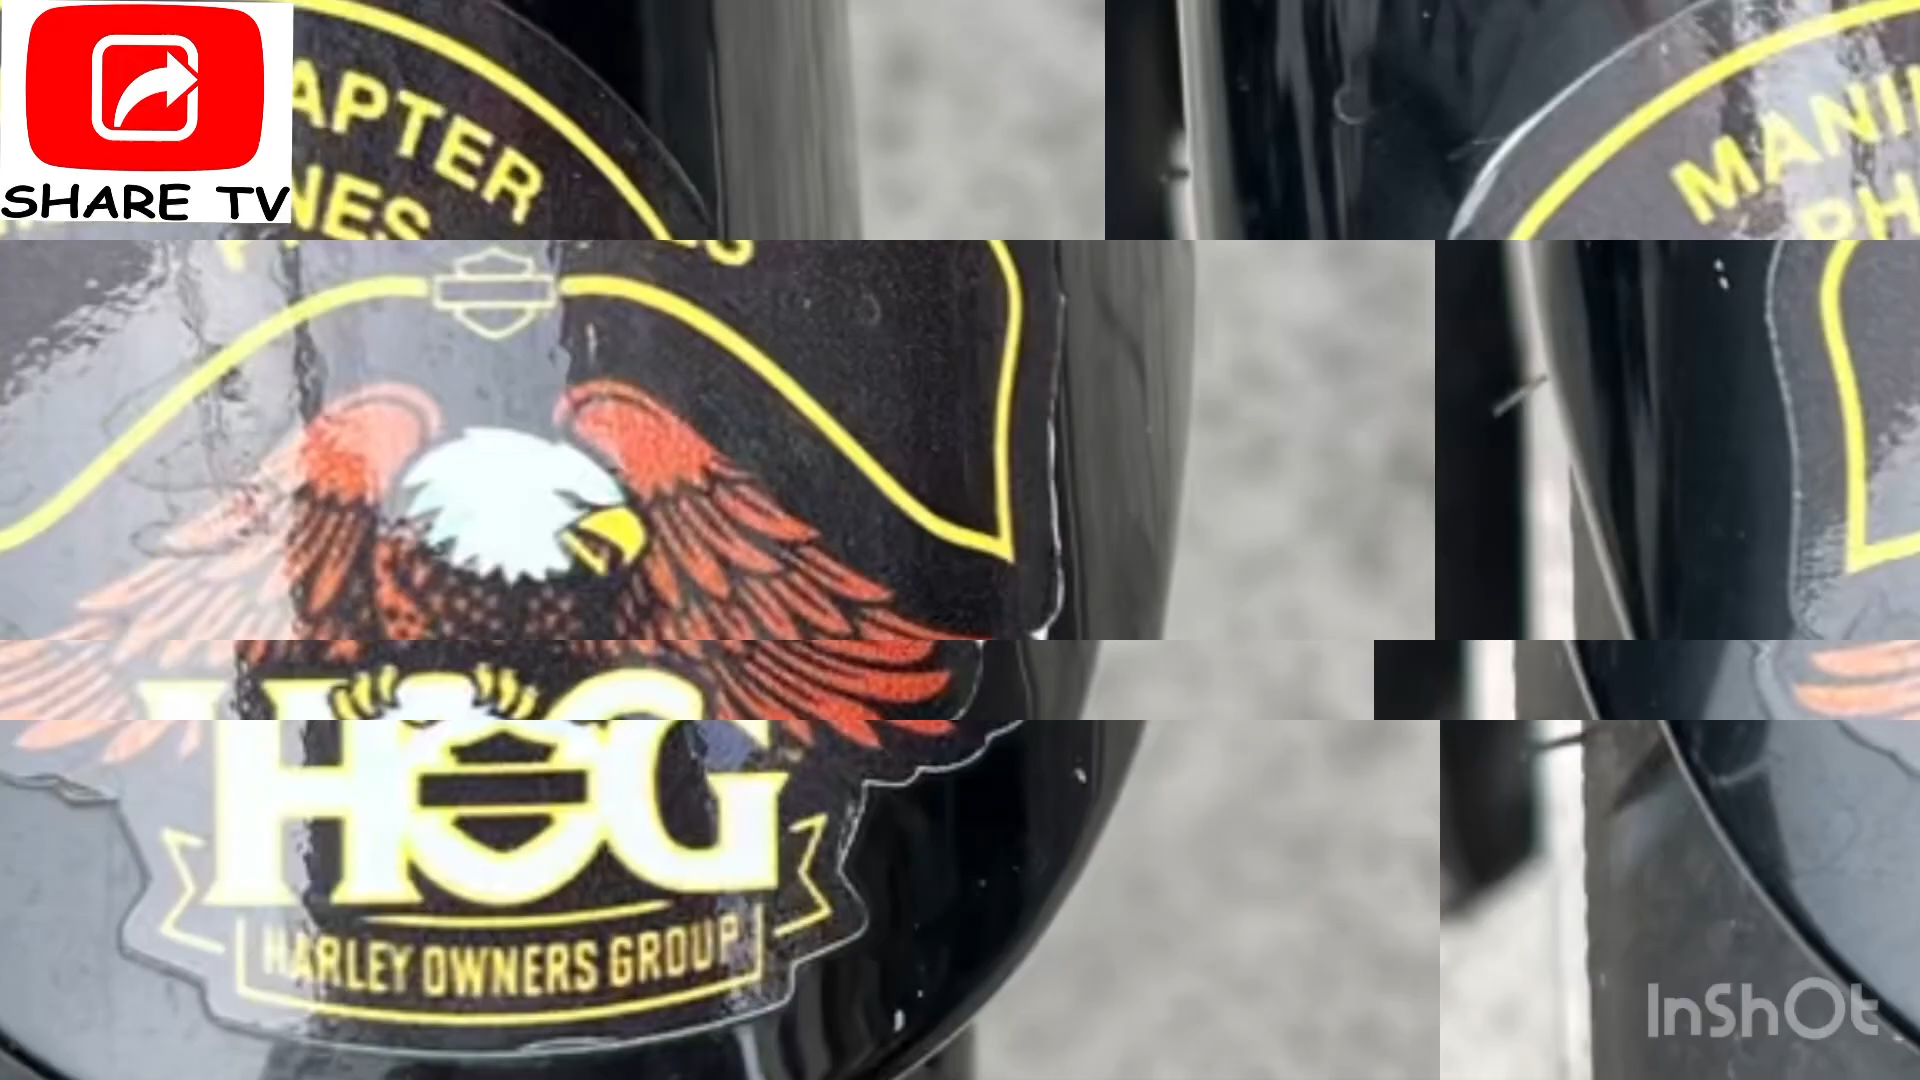 SHARE TV
APTER
NES
MANI
PH
HOG
HARLEY OWNERS GROUP
InShOt